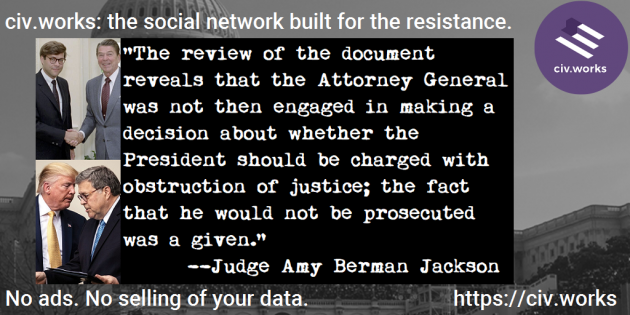 civ.works: the social network built for the resistance.
civ.works
"The review of the document
reveals that the Attorney General
was not then engaged in making a
decision about whether the
President should be charged with
obstruction of justice; the fact
that he would not be prosecuted
was a given."
--Judge Amy Berman Jackson
No ads. No selling of your data.
https://civ.works